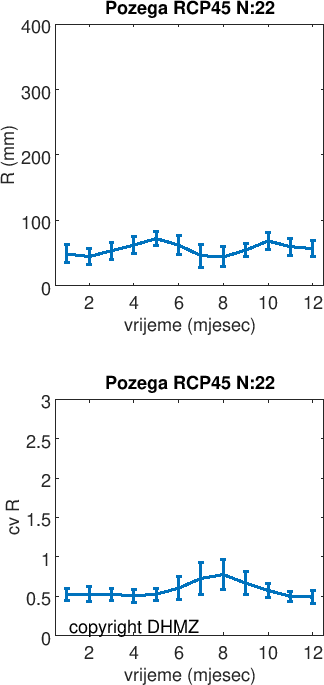 Pozega RCP45 N:22
400
300
200
100
0
R (mm)
2 4 6 8 10 12
vrijeme (mjesec)
Pozega RCP45 N:22
3
2.5
2
1.5
1
0.5
0
cv R
copyright DHMZ
2 4 6 8 10 12
vrijeme (mjesec)